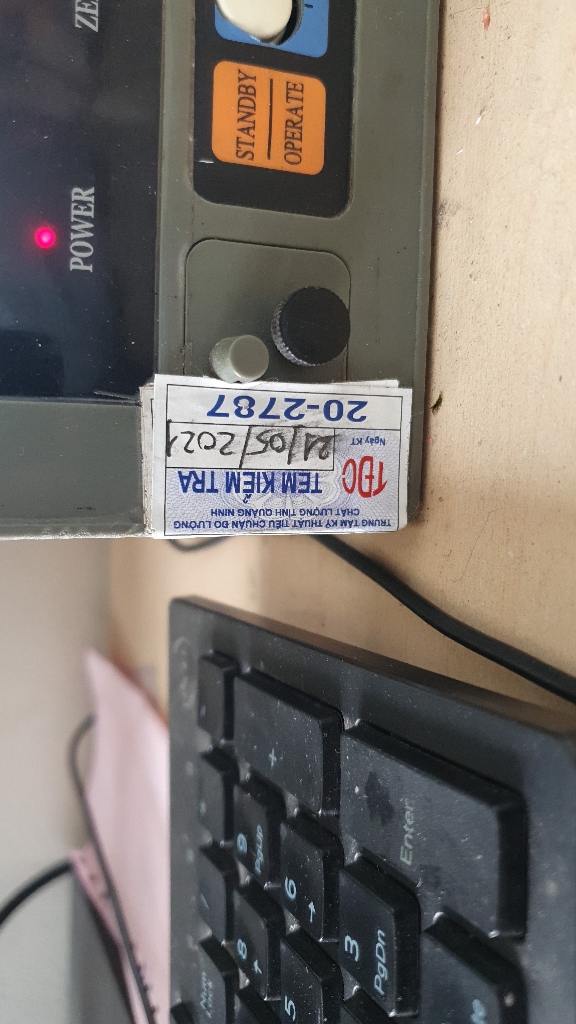 ZE
STANDBY
OPERATE
POWER
TRUNG TÂM KỸ THUẬT TIÊU CHUẨN ĐO LƯỜNG
CHẤT LƯỢNG TỈNH QUẢNG NINH
TĐC TEM KIỂM TRA
Ngày KT 21/05/2021
20-2787
+
9
PgUp
6
Enter
8
5
3
PgDn